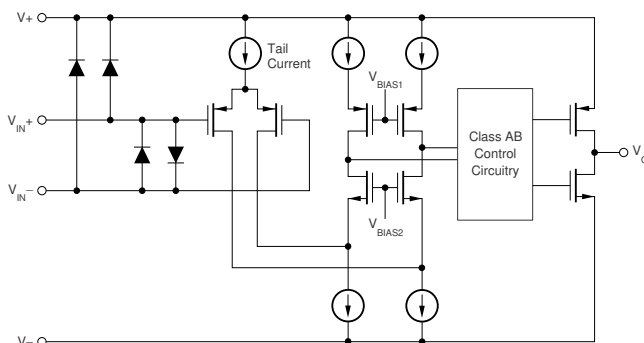 V+
Tail
Current
V_BIAS1
V_IN+
Class AB
Control
Circuitry
V_IN−
V_BIAS2